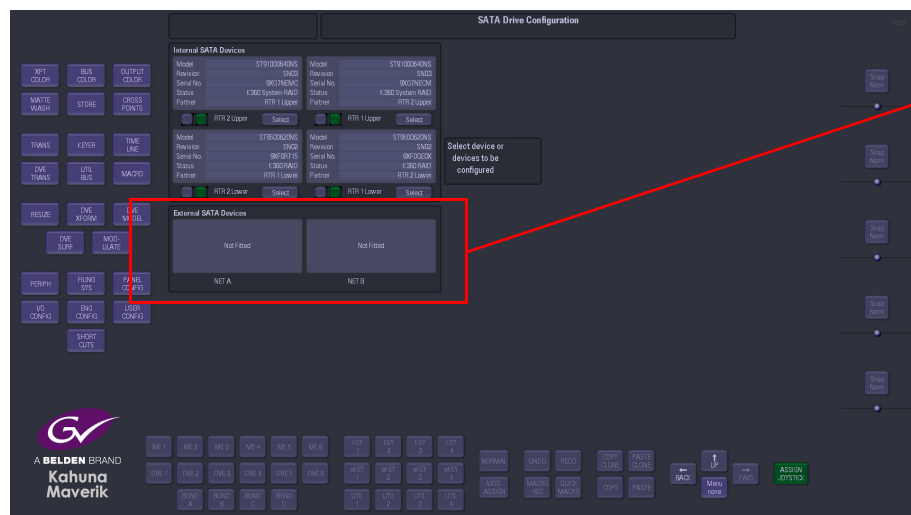 SATA Drive Configuration
Internal SATA Devices
Model ST91000640NS Model ST91000640NS
Revision SN03 Revision SN03
Serial No. Serial No.
Status K360 System RAID Status K360 System RAID
Partner RTR 1 Upper Partner RTR 2 Upper
RTR 2 Upper Select RTR 1 Upper Select
Model ST9500620NS Model ST9500620NS
Revision SN02 Revision SN02
Serial No. Serial No.
Status K360 RAID Status K360 RAID
Partner RTR 1 Lower Partner RTR 2 Lower
RTR 2 Lower Select RTR 1 Lower Select
Select device or
devices to be
configured
External SATA Devices
Not Fitted Not Fitted
NET A NET B
XPT COLOR BUS COLOR OUTPUT COLOR
MATTE WASH STORE CROSS POINTS
TRANS KEYER TIME LINE
DVE TRANS UTIL BUS MACRO
RESIZE DVE XFORM DVE MODEL
DVE SURF MOD- ULATE
PERIPH FILING SYS PANEL CONFIG
I/O CONFIG ENG CONFIG USER CONFIG
SHORT CUTS
Snap Norm
Snap Norm
Snap Norm
Snap Norm
Snap Norm
GV
A BELDEN BRAND
Kahuna
Maverik
ME 1 ME 2 ME 3 ME 4 ME 5 ME 6 KEY 1 KEY 2 KEY 3 KEY 4
DVE 1 DVE 2 DVE 3 DVE 4 DVE 5 DVE 6 eKEY 1 eKEY 2 eKEY 3 eKEY 4
BGND A BGND B BGND C BGND D UTIL 1 UTIL 2 UTIL 3 UTIL 4
NORMAL UNDO REDO COPY CLONE PASTE CLONE
MOD- ASSIGN MACRO REC QUICK MACRO COPY PASTE
← BACK ↑ UP → FWD ASSIGN JOYSTICK
Menu none